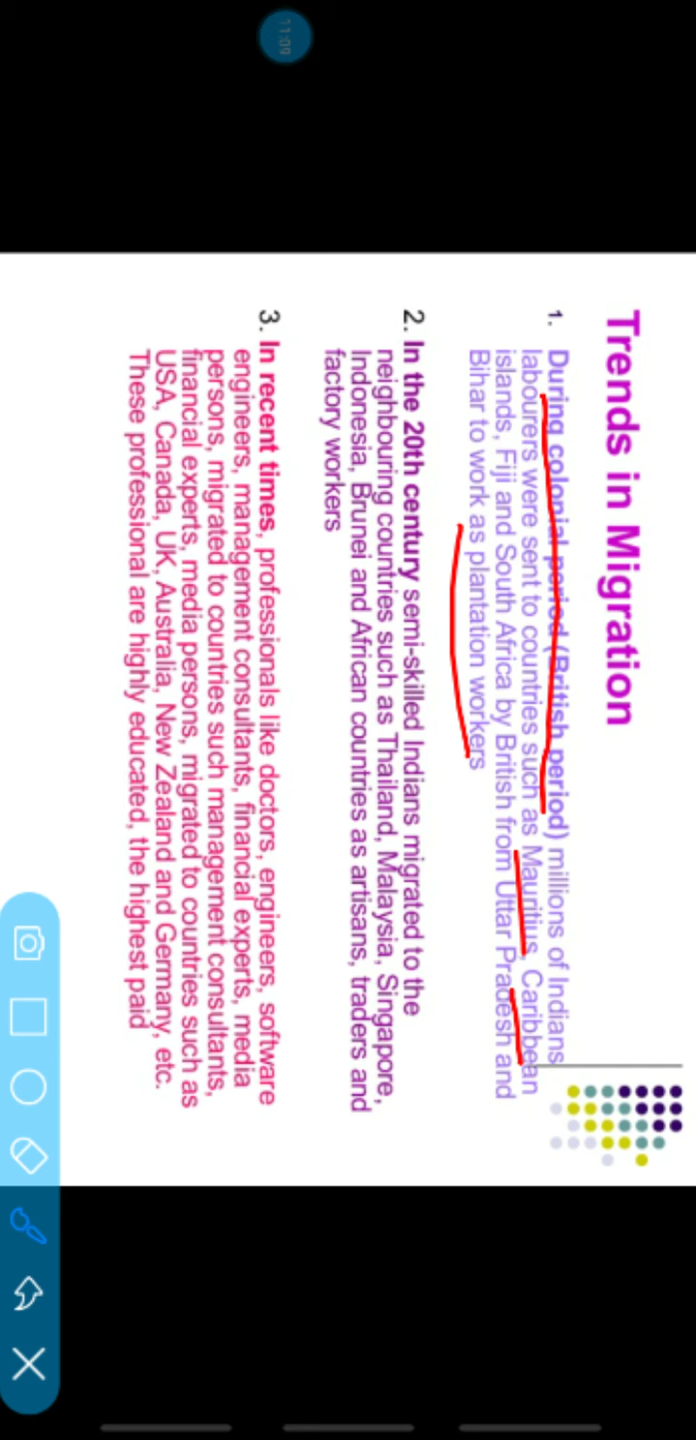 11:09
Trends in Migration
1. During colonial period (British period) millions of Indians
labourers were sent to countries such as Mauritius, Caribbean
islands, Fiji and South Africa by British from Uttar Pradesh and
Bihar to work as plantation workers
2. In the 20th century semi-skilled Indians migrated to the
neighbouring countries such as Thailand, Malaysia, Singapore,
Indonesia, Brunei and African countries as artisans, traders and
factory workers
3. In recent times, professionals like doctors, engineers, software
engineers, management consultants, financial experts, media
persons, migrated to countries such management consultants,
financial experts, media persons, migrated to countries such as
USA, Canada, UK, Australia, New Zealand and Germany, etc.
These professional are highly educated, the highest paid